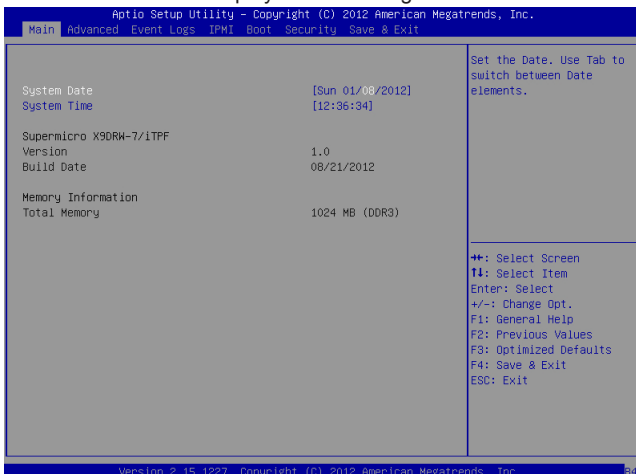 Aptio Setup Utility - Copyright (C) 2012 American Megatrends, Inc.
Main Advanced Event Logs IPMI Boot Security Save & Exit
System Date [Sun 01/08/2012]
System Time [12:36:34]
Supermicro X9DRW-7/iTPF
Version 1.0
Build Date 08/21/2012
Memory Information
Total Memory 1024 MB (DDR3)
Set the Date. Use Tab to
switch between Date
elements.
→←: Select Screen
↑↓: Select Item
Enter: Select
+/-: Change Opt.
F1: General Help
F2: Previous Values
F3: Optimized Defaults
F4: Save & Exit
ESC: Exit
Version 2.15.1227. Copyright (C) 2012 American Megatrends, Inc.